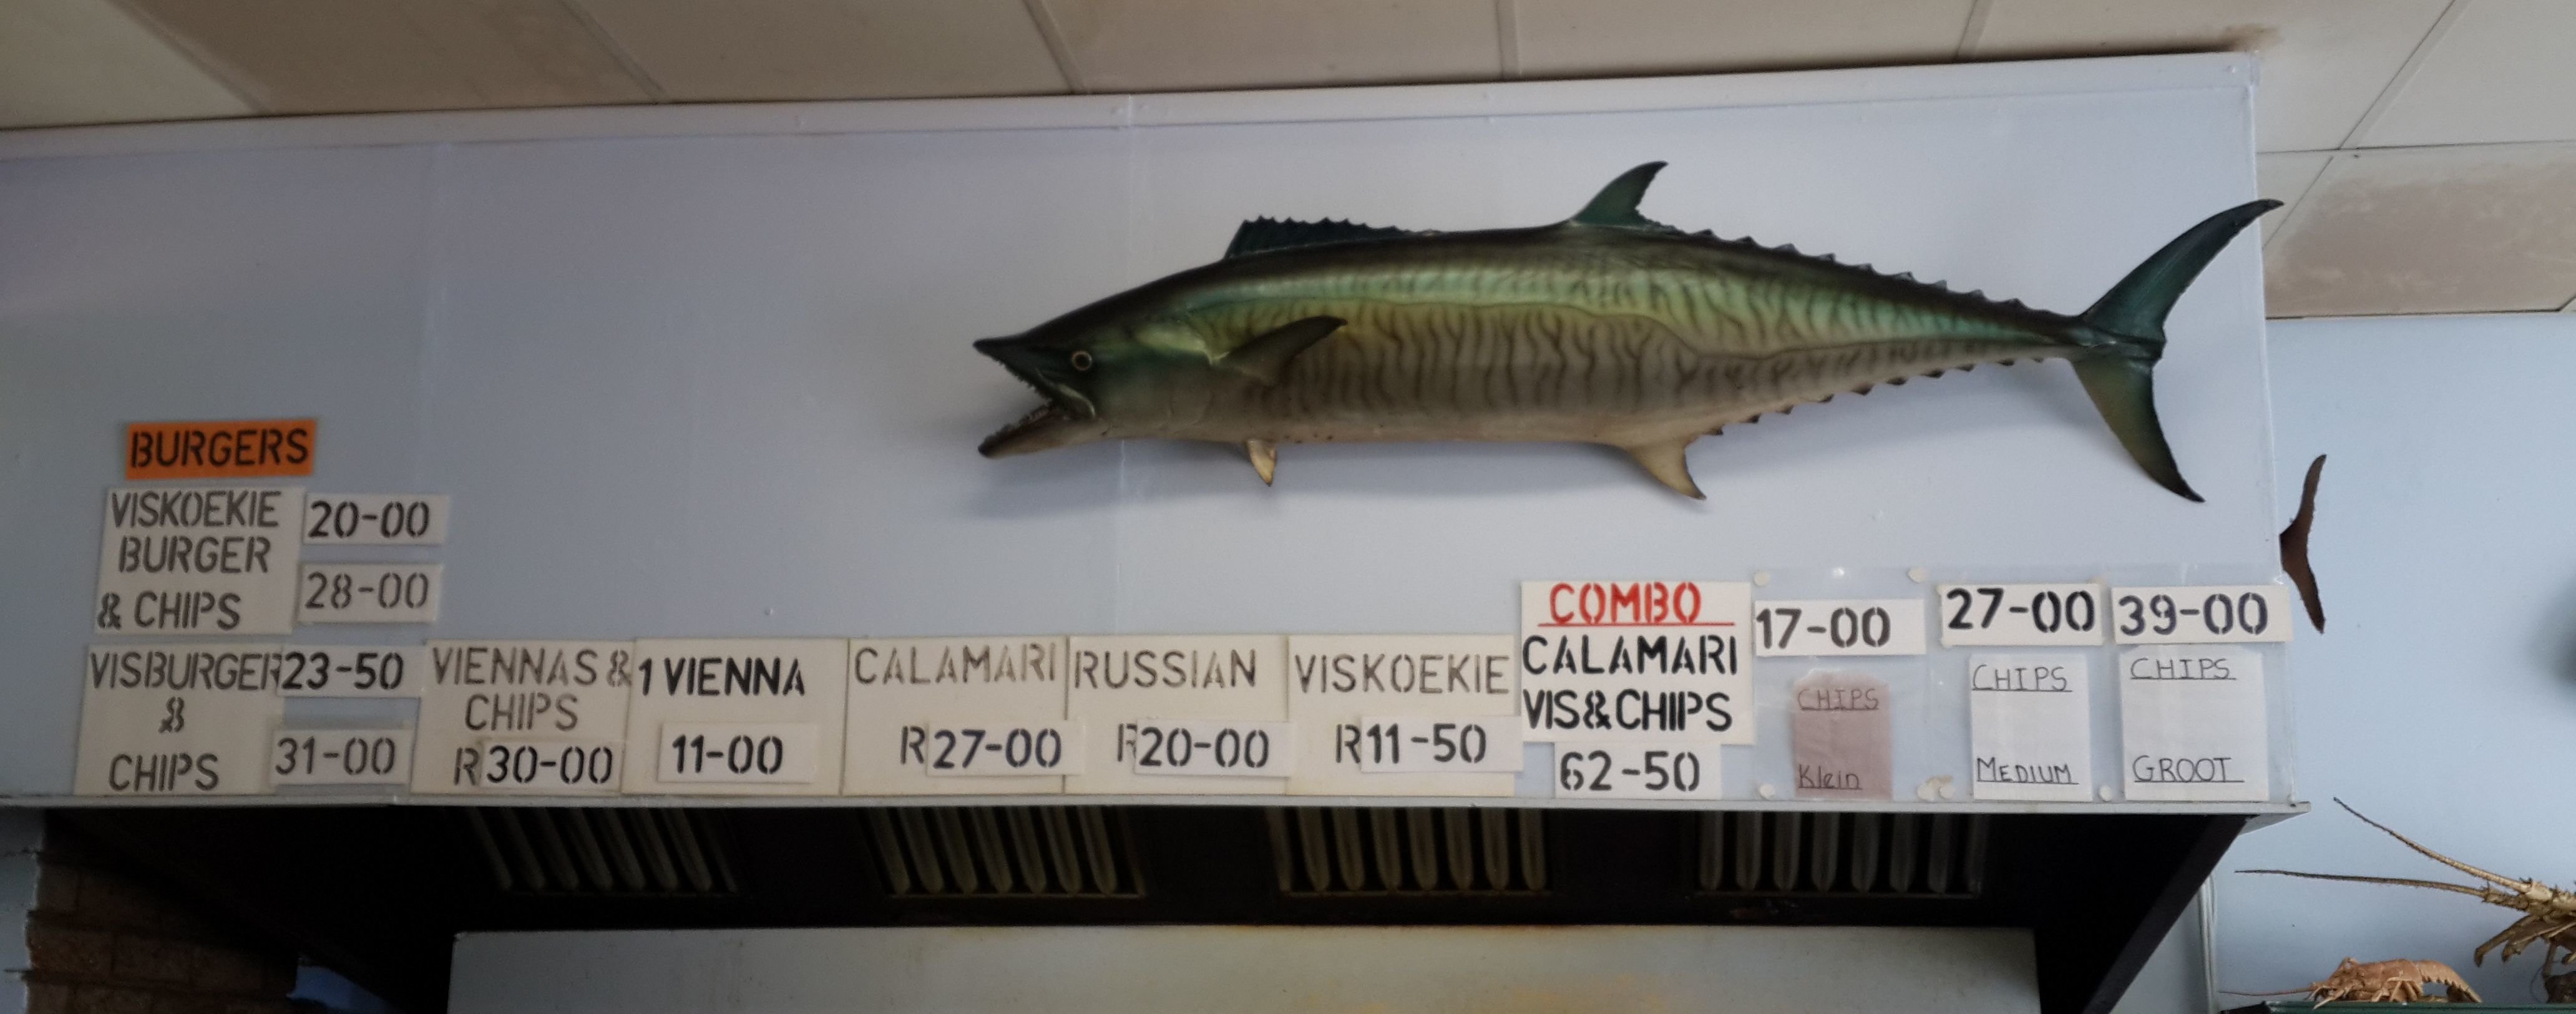 BURGERS
VISKOEKIE 20-00
BURGER
& CHIPS 28-00
VISBURGER 23-50
&
CHIPS 31-00
VIENNAS &
CHIPS
R30-00
1 VIENNA
11-00
CALAMARI
R27-00
RUSSIAN
R20-00
VISKOEKIE
R11-50
COMBO
CALAMARI
VIS&CHIPS
62-50
17-00
CHIPS
Klein
27-00
CHIPS
MEDIUM
39-00
CHIPS
GROOT